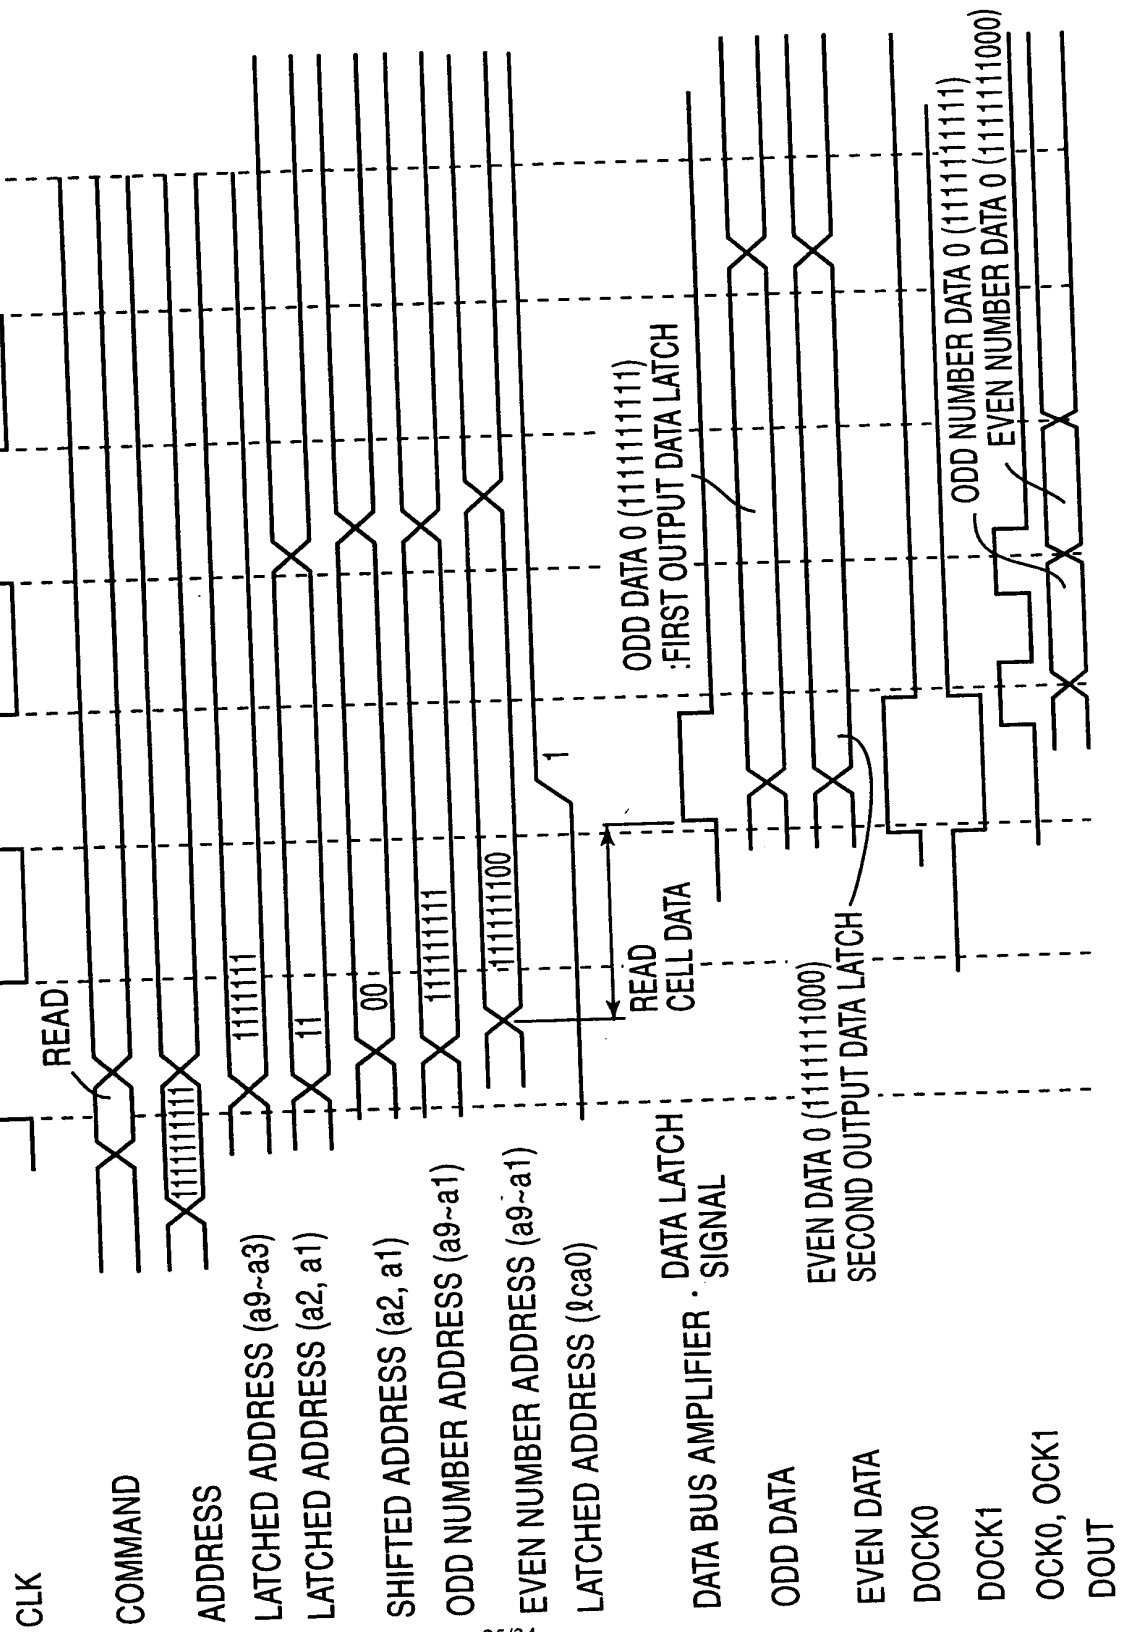 CLK
COMMAND
READ
ADDRESS
1111111111
LATCHED ADDRESS (a9~a3)
1111111
LATCHED ADDRESS (a2, a1)
11
SHIFTED ADDRESS (a2, a1)
00
ODD NUMBER ADDRESS (a9~a1)
111111111
EVEN NUMBER ADDRESS (a9~a1)
111111100
LATCHED ADDRESS (ℓca0)
1
READ
CELL DATA
DATA BUS AMPLIFIER · DATA LATCH
SIGNAL
ODD DATA 0 (1111111111)
:FIRST OUTPUT DATA LATCH
ODD DATA
EVEN DATA 0 (1111111000)
SECOND OUTPUT DATA LATCH
EVEN DATA
DOCK0
DOCK1
ODD NUMBER DATA 0 (1111111111)
EVEN NUMBER DATA 0 (1111111000)
OCK0, OCK1
DOUT